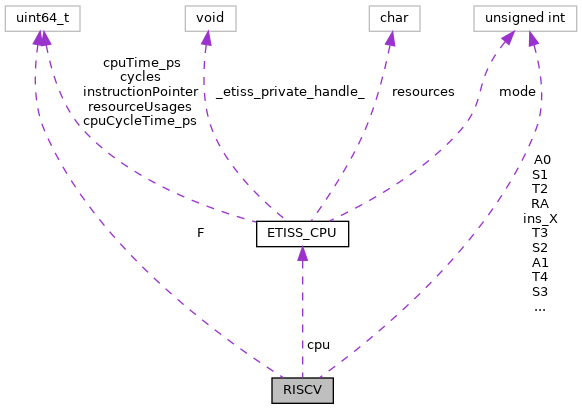 uint64_t
void
char
unsigned int
cpuTime_ps
cycles
instructionPointer
resourceUsages
cpuCycleTime_ps
_etiss_private_handle_
resources
mode
A0
S1
T2
RA
ins_X
T3
S2
A1
T4
S3
...
F
ETISS_CPU
cpu
RISCV